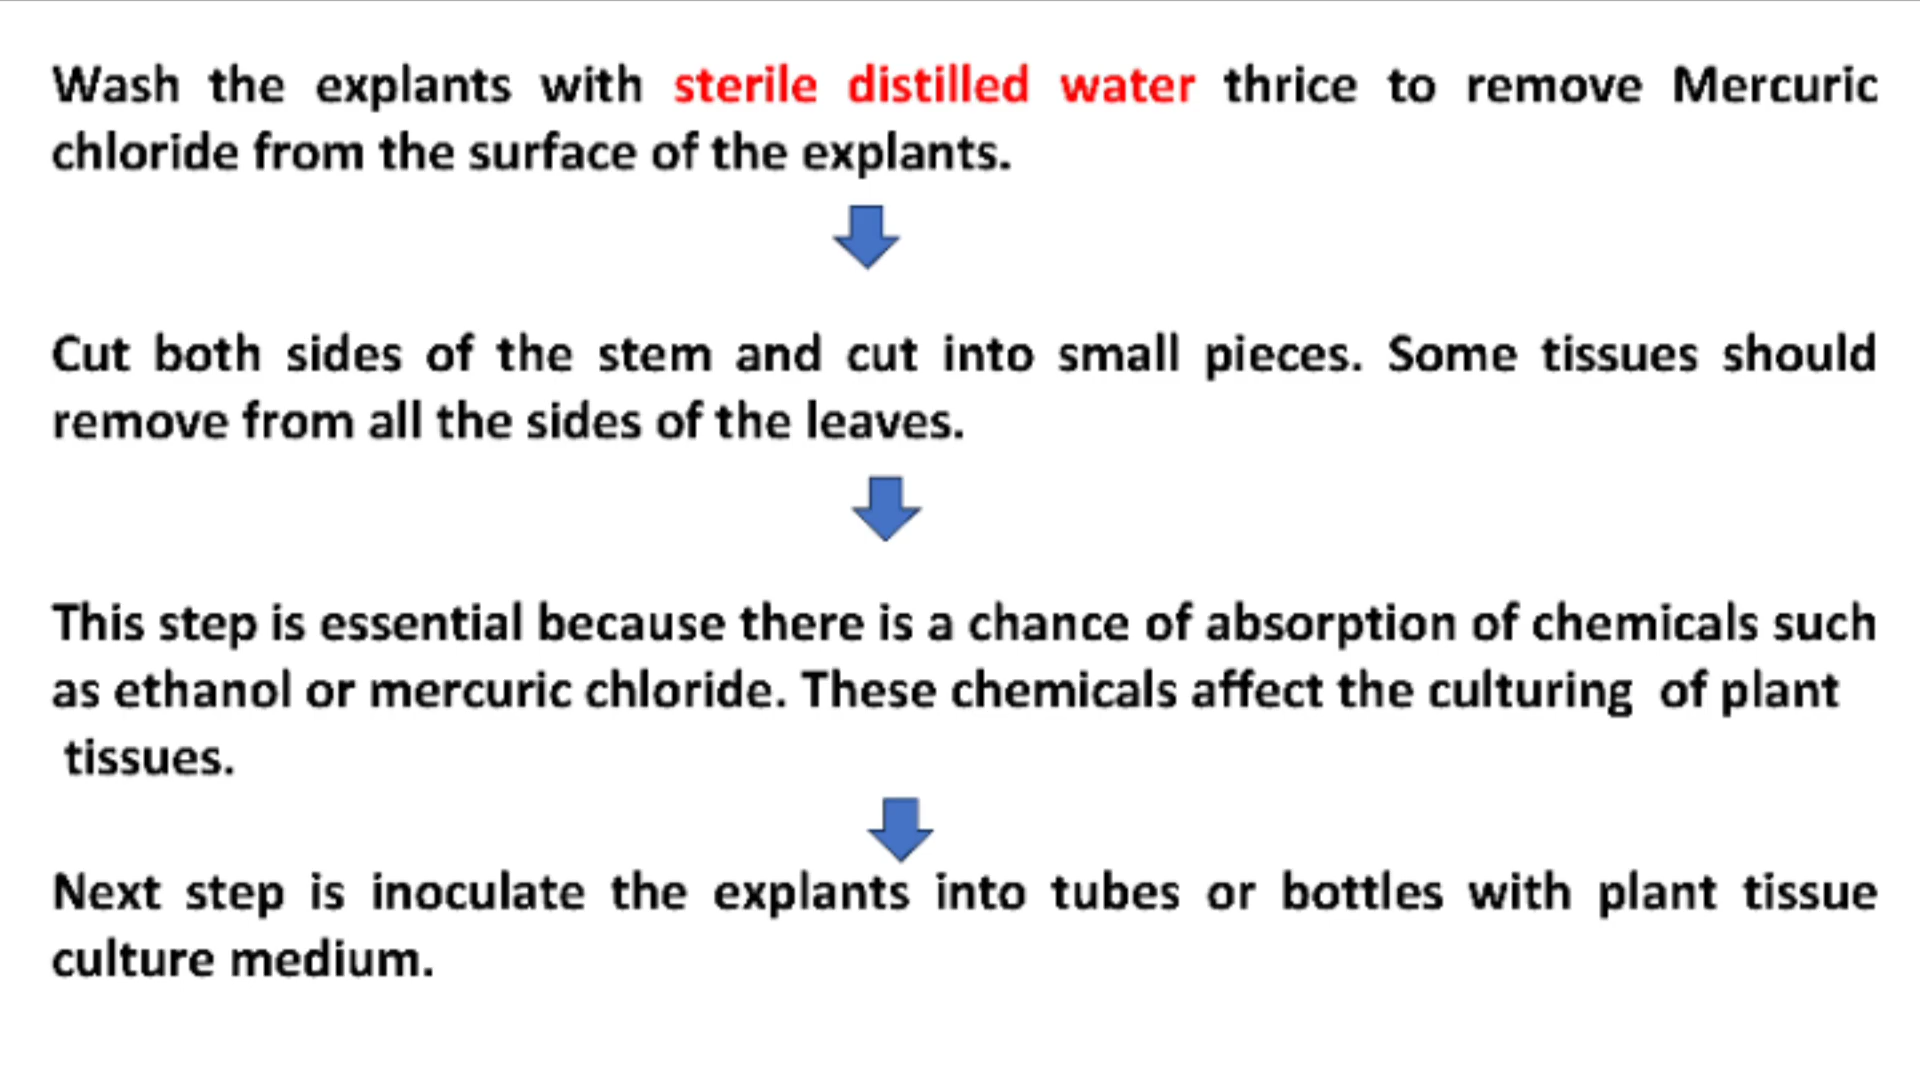 Wash the explants with sterile distilled water thrice to remove Mercuric
chloride from the surface of the explants.
Cut both sides of the stem and cut into small pieces. Some tissues should
remove from all the sides of the leaves.
This step is essential because there is a chance of absorption of chemicals such
as ethanol or mercuric chloride. These chemicals affect the culturing of plant
tissues.
Next step is inoculate the explants into tubes or bottles with plant tissue
culture medium.